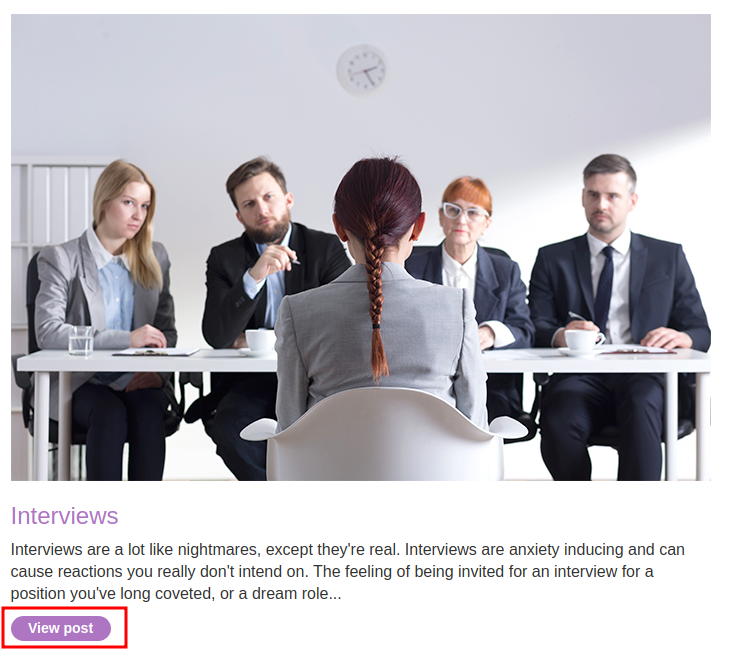 Interviews
Interviews are a lot like nightmares, except they're real. Interviews are anxiety inducing and can
cause reactions you really don't intend on. The feeling of being invited for an interview for a
position you've long coveted, or a dream role...
View post